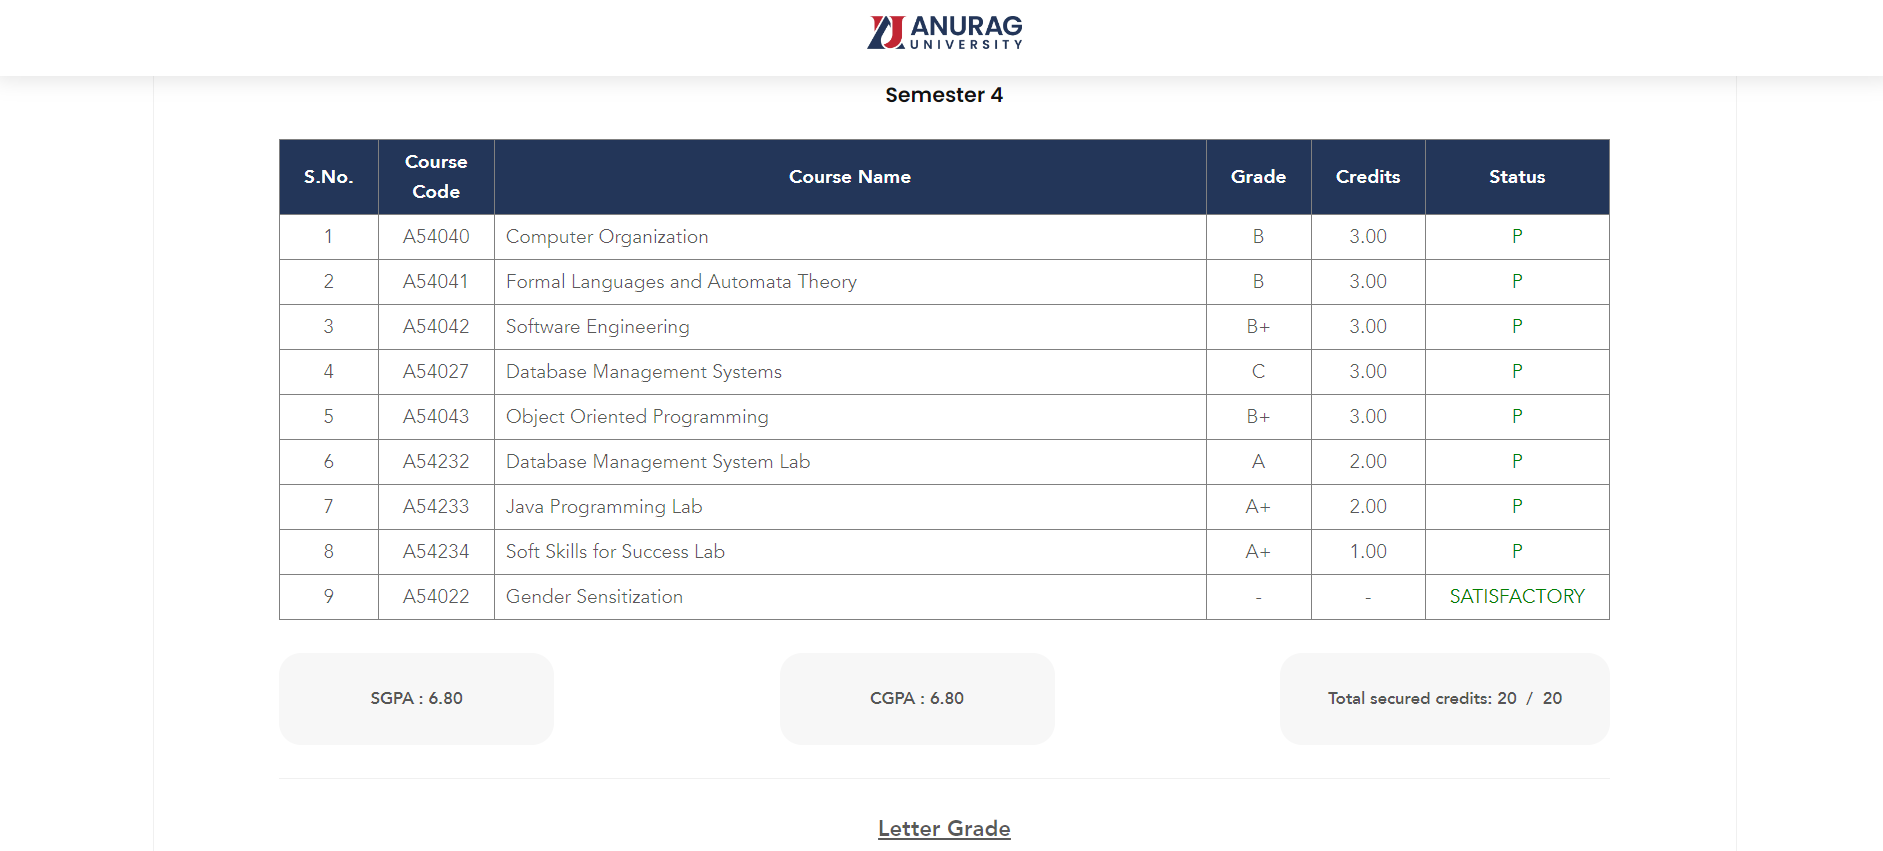 ANURAG
UNIVERSITY
Semester 4
S.No. Course Code Course Name Grade Credits Status
1 A54040 Computer Organization B 3.00 P
2 A54041 Formal Languages and Automata Theory B 3.00 P
3 A54042 Software Engineering B+ 3.00 P
4 A54027 Database Management Systems C 3.00 P
5 A54043 Object Oriented Programming B+ 3.00 P
6 A54232 Database Management System Lab A 2.00 P
7 A54233 Java Programming Lab A+ 2.00 P
8 A54234 Soft Skills for Success Lab A+ 1.00 P
9 A54022 Gender Sensitization - - SATISFACTORY
SGPA : 6.80 CGPA : 6.80 Total secured credits: 20 / 20
Letter Grade